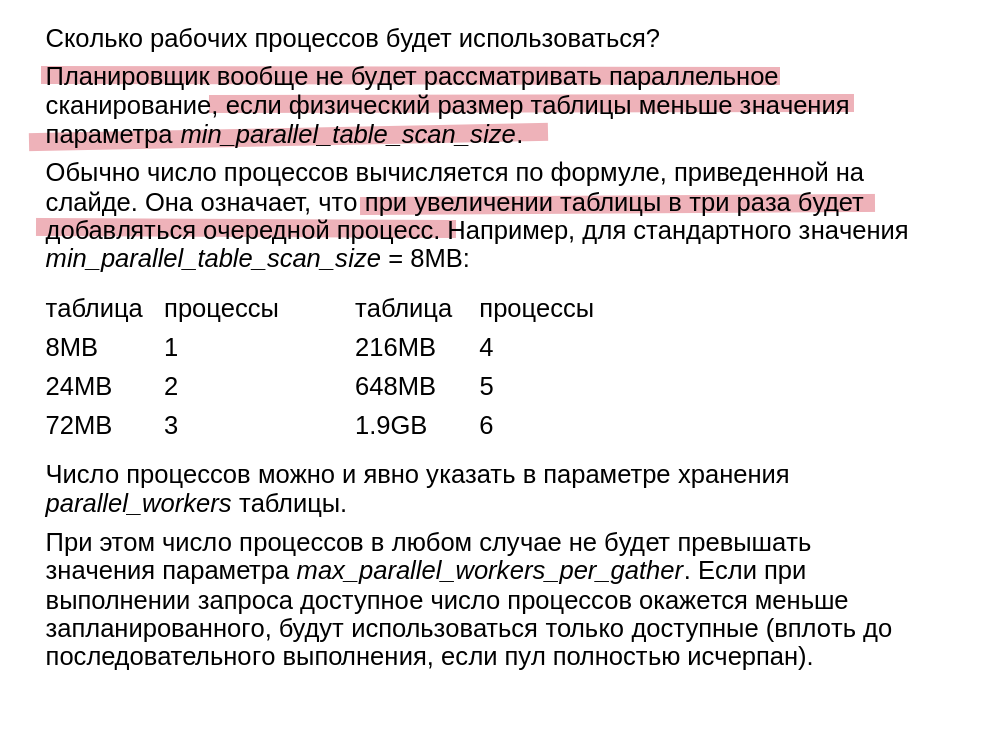 Сколько рабочих процессов будет использоваться?
Планировщик вообще не будет рассматривать параллельное
сканирование, если физический размер таблицы меньше значения
параметра min_parallel_table_scan_size.
Обычно число процессов вычисляется по формуле, приведенной на
слайде. Она означает, что при увеличении таблицы в три раза будет
добавляться очередной процесс. Например, для стандартного значения
min_parallel_table_scan_size = 8MB:
таблица процессы таблица процессы
8MB 1 216MB 4
24MB 2 648MB 5
72MB 3 1.9GB 6
Число процессов можно и явно указать в параметре хранения
parallel_workers таблицы.
При этом число процессов в любом случае не будет превышать
значения параметра max_parallel_workers_per_gather. Если при
выполнении запроса доступное число процессов окажется меньше
запланированного, будут использоваться только доступные (вплоть до
последовательного выполнения, если пул полностью исчерпан).